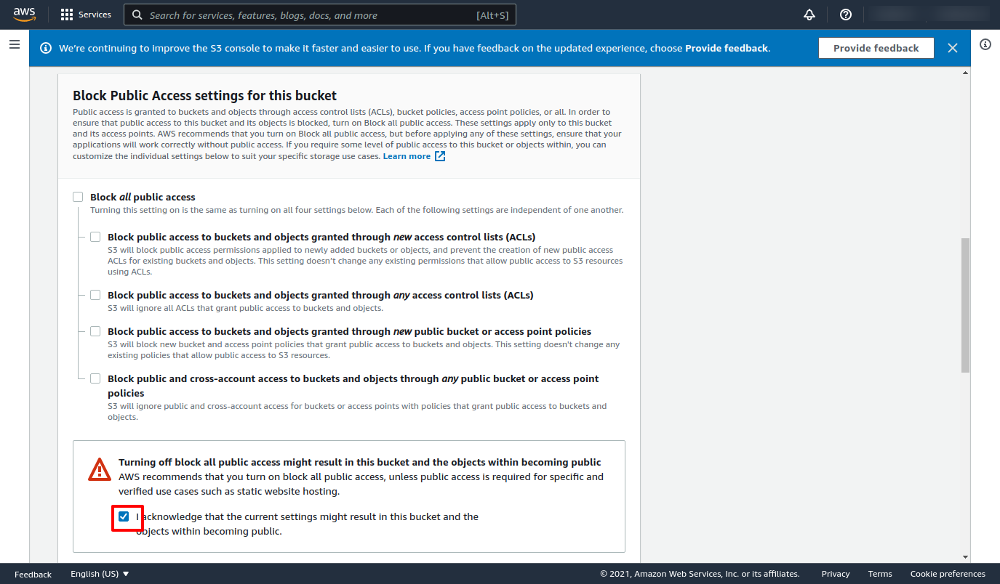 aws
Services
Search for services, features, blogs, docs, and more [Alt+S]
We're continuing to improve the S3 console to make it faster and easier to use. If you have feedback on the updated experience, choose Provide feedback.
Provide feedback
Block Public Access settings for this bucket
Public access is granted to buckets and objects through access control lists (ACLs), bucket policies, access point policies, or all. In order to
ensure that public access to this bucket and its objects is blocked, turn on Block all public access. These settings apply only to this bucket
and its access points. AWS recommends that you turn on Block all public access, but before applying any of these settings, ensure that your
applications will work correctly without public access. If you require some level of public access to this bucket or objects within, you can
customize the individual settings below to suit your specific storage use cases. Learn more
Block all public access
Turning this setting on is the same as turning on all four settings below. Each of the following settings are independent of one another.
Block public access to buckets and objects granted through new access control lists (ACLs)
S3 will block public access permissions applied to newly added buckets or objects, and prevent the creation of new public access
ACLs for existing buckets and objects. This setting doesn't change any existing permissions that allow public access to S3 resources
using ACLs.
Block public access to buckets and objects granted through any access control lists (ACLs)
S3 will ignore all ACLs that grant public access to buckets and objects.
Block public access to buckets and objects granted through new public bucket or access point policies
S3 will block new bucket and access point policies that grant public access to buckets and objects. This setting doesn't change any
existing policies that allow public access to S3 resources.
Block public and cross-account access to buckets and objects through any public bucket or access point
policies
S3 will ignore public and cross-account access for buckets or access points with policies that grant public access to buckets and
objects.
Turning off block all public access might result in this bucket and the objects within becoming public
AWS recommends that you turn on block all public access, unless public access is required for specific and
verified use cases such as static website hosting.
I acknowledge that the current settings might result in this bucket and the
objects within becoming public.
Feedback
English (US)
© 2021, Amazon Web Services, Inc. or its affiliates.
Privacy
Terms
Cookie preferences